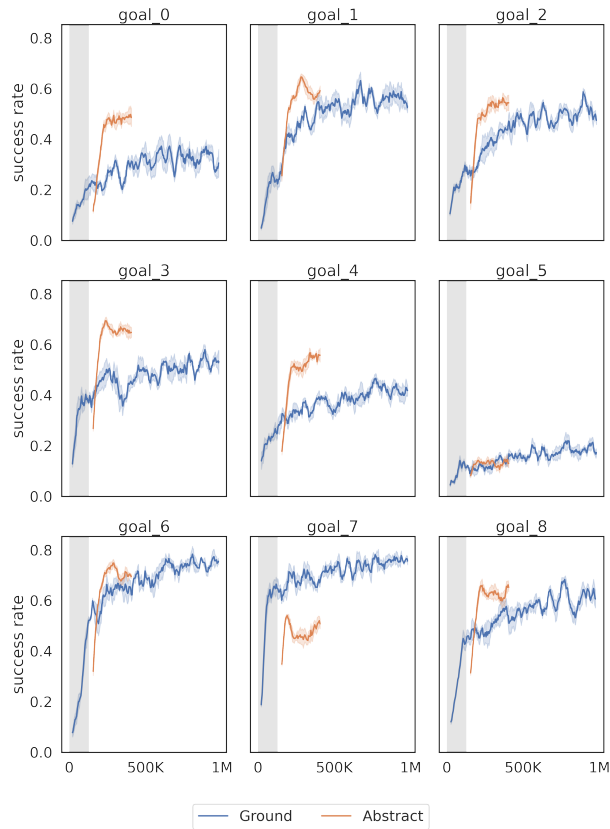 goal_0 goal_1 goal_2
success rate
0.8
0.6
0.4
0.2
0.0
goal_3 goal_4 goal_5
success rate
0.8
0.6
0.4
0.2
0.0
goal_6 goal_7 goal_8
success rate
0.8
0.6
0.4
0.2
0.0
0 500K 1M 0 500K 1M 0 500K 1M
Ground Abstract